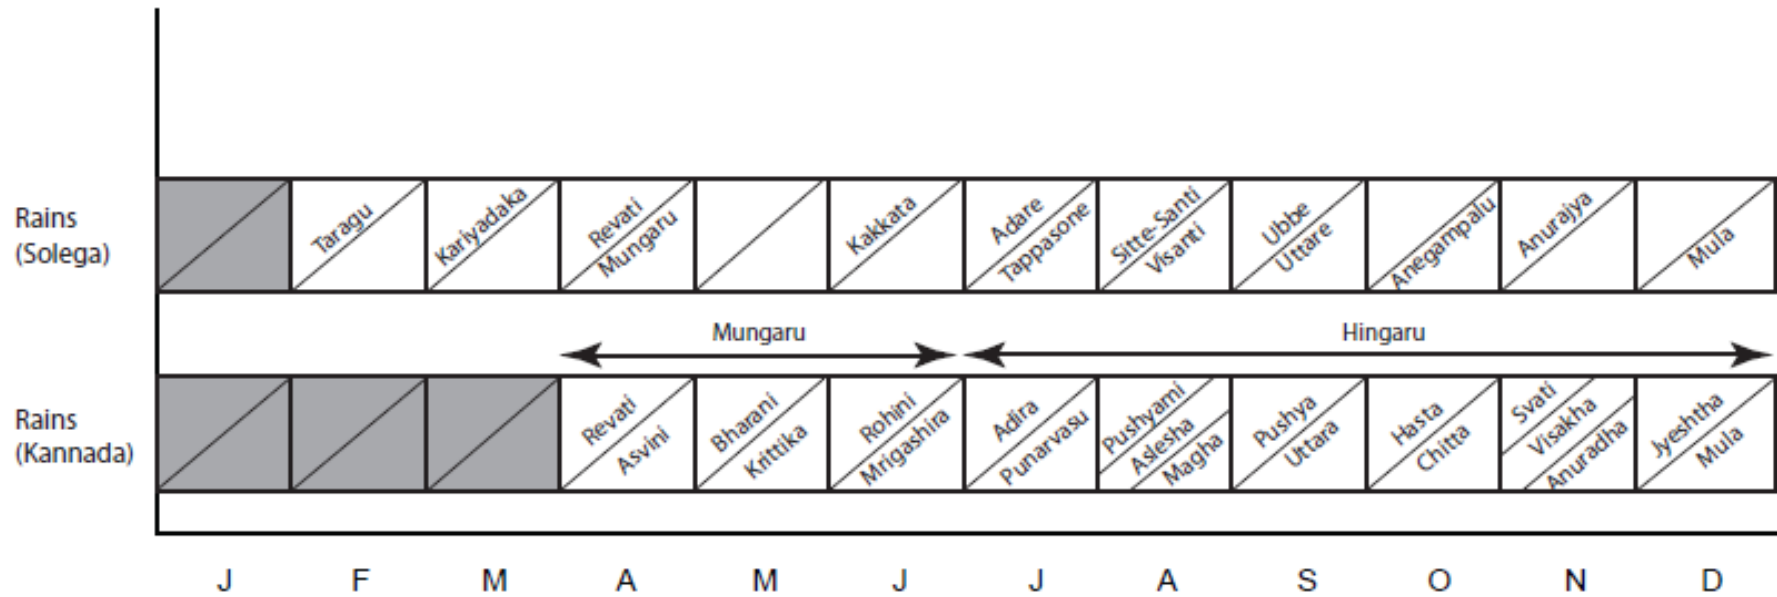 Rains
(Solega)
Taragu
Kariyadaka
Revati
Mungaru
Kakkata
Adare
Tappasone
Sitte-Santi
Visanti
Ubbe
Uttare
Anegampalu
Anurajya
Mula
Mungaru
Hingaru
Rains
(Kannada)
Revati
Asvini
Bharani
Krittika
Rohini
Mrigashira
Adira
Punarvasu
Pushyami
Aslesha
Magha
Pushya
Uttara
Hasta
Chitta
Svati
Visakha
Anuradha
Jyeshtha
Mula
J F M A M J J A S O N D